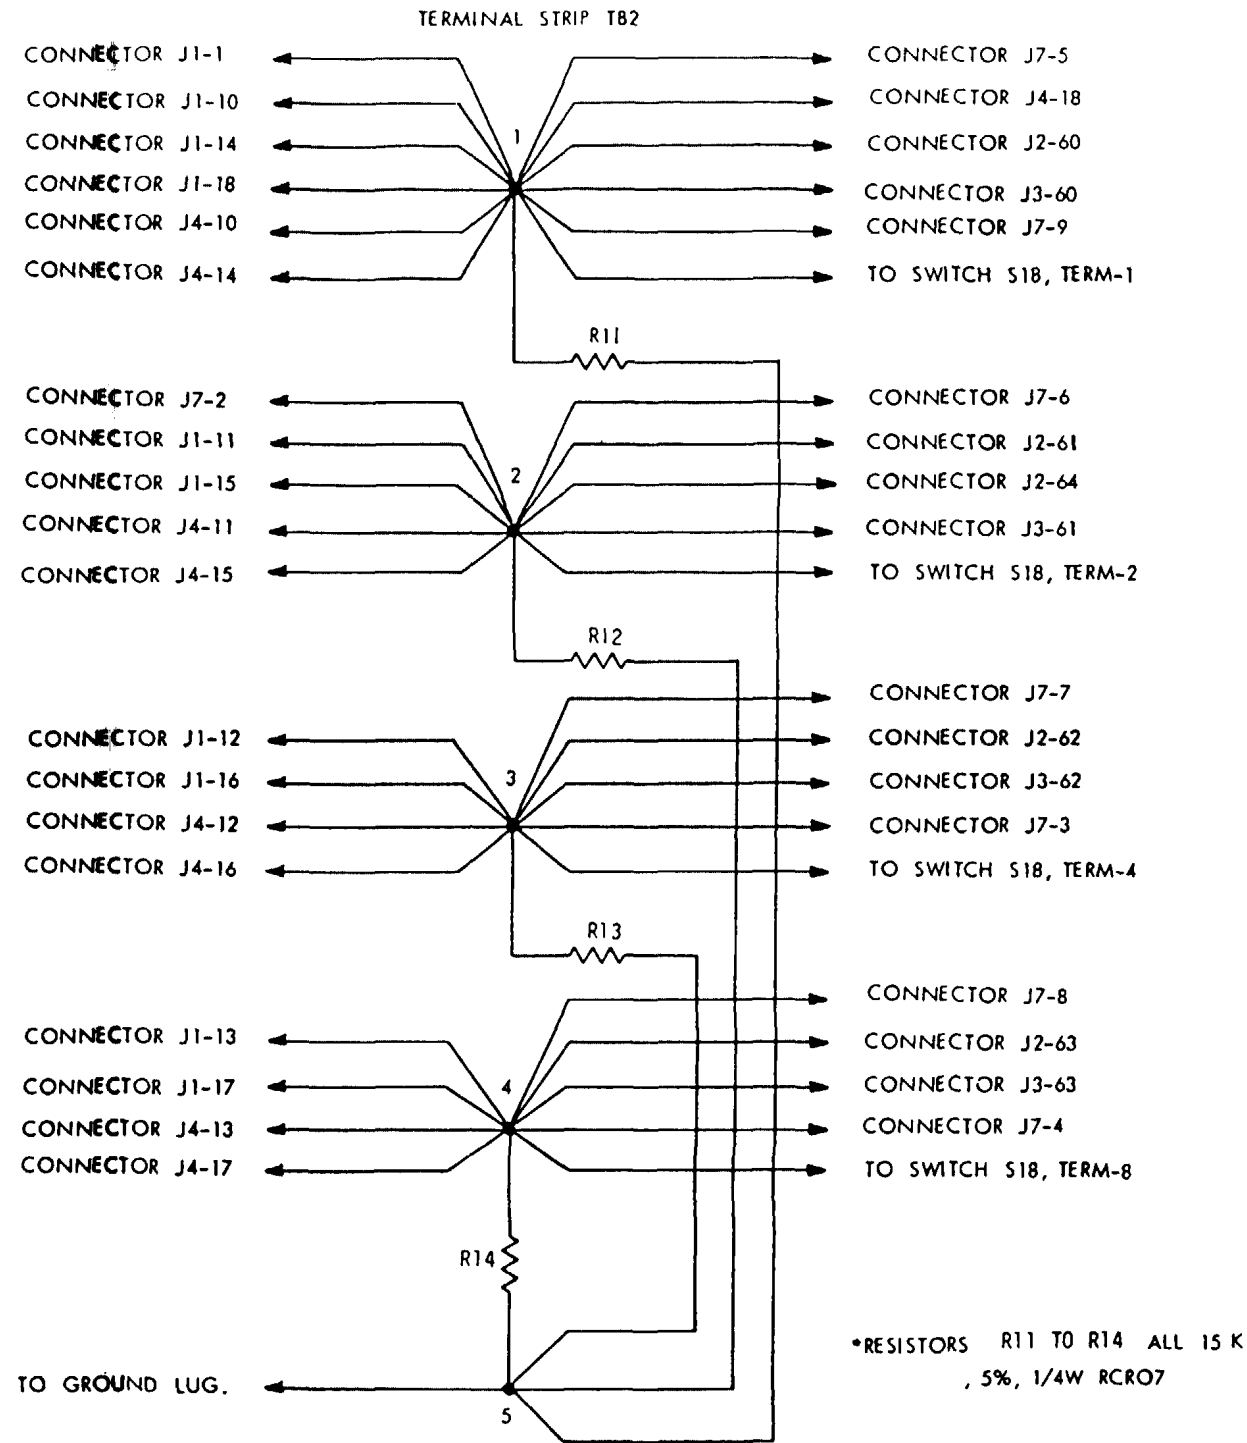 TERMINAL STRIP TB2
CONNECTOR J1-1
CONNECTOR J1-10
CONNECTOR J1-14
CONNECTOR J1-18
CONNECTOR J4-10
CONNECTOR J4-14
1
CONNECTOR J7-5
CONNECTOR J4-18
CONNECTOR J2-60
CONNECTOR J3-60
CONNECTOR J7-9
TO SWITCH S18, TERM-1
R11
CONNECTOR J7-2
CONNECTOR J1-11
CONNECTOR J1-15
CONNECTOR J4-11
CONNECTOR J4-15
2
CONNECTOR J7-6
CONNECTOR J2-61
CONNECTOR J2-64
CONNECTOR J3-61
TO SWITCH S18, TERM-2
R12
CONNECTOR J1-12
CONNECTOR J1-16
CONNECTOR J4-12
CONNECTOR J4-16
3
CONNECTOR J7-7
CONNECTOR J2-62
CONNECTOR J3-62
CONNECTOR J7-3
TO SWITCH S18, TERM-4
R13
CONNECTOR J1-13
CONNECTOR J1-17
CONNECTOR J4-13
CONNECTOR J4-17
4
CONNECTOR J7-8
CONNECTOR J2-63
CONNECTOR J3-63
CONNECTOR J7-4
TO SWITCH S18, TERM-8
R14
TO GROUND LUG.
5
*RESISTORS R11 TO R14 ALL 15 K
, 5%, 1/4W RCRO7